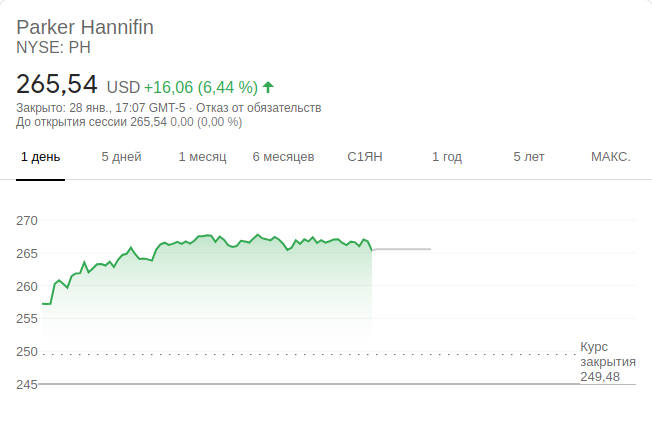 Parker Hannifin
NYSE: PH
265,54 USD +16,06 (6,44 %)
Закрыто: 28 янв., 17:07 GMT-5 · Отказ от обязательств
До открытия сессии 265,54 0,00 (0,00 %)
1 день 5 дней 1 месяц 6 месяцев С1ЯН 1 год 5 лет МАКС.
270
265
260
255
250
245
Курс
закрытия
249,48